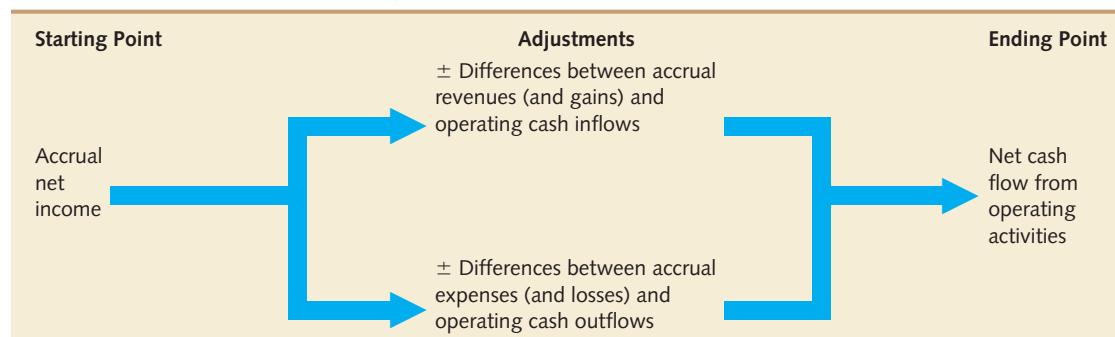 Starting Point
Adjustments
Ending Point
± Differences between accrual
revenues (and gains) and
operating cash inflows
Accrual
net
income
Net cash
flow from
operating
activities
± Differences between accrual
expenses (and losses) and
operating cash outflows